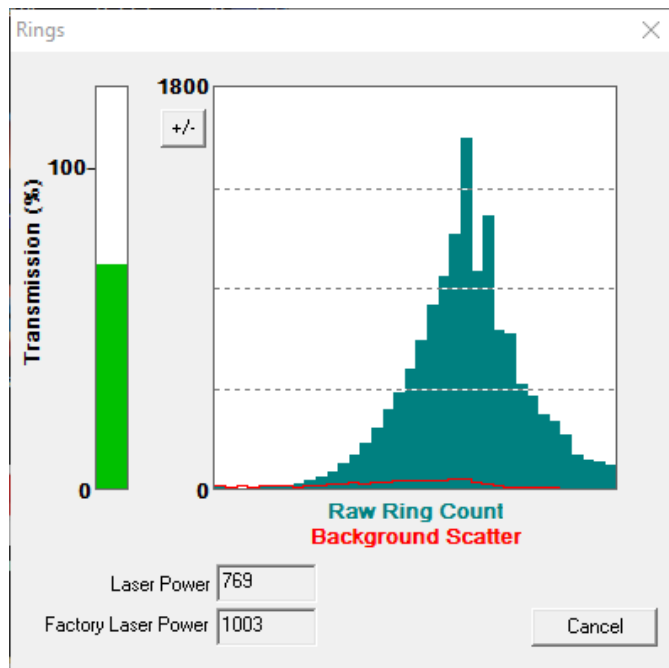 Rings
1800
+/-
100
Transmission (%)
0
0
Raw Ring Count
Background Scatter
Laser Power 769
Factory Laser Power 1003
Cancel